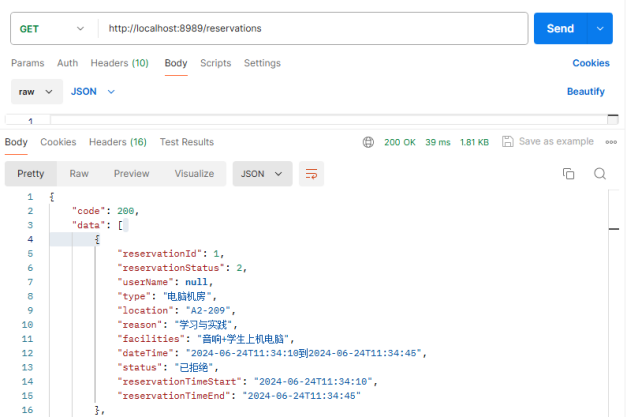 GET http://localhost:8989/reservations Send
Params Auth Headers (10) Body Scripts Settings Cookies
raw JSON Beautify
1
Body Cookies Headers (16) Test Results 200 OK 39 ms 1.81 KB Save as example
Pretty Raw Preview Visualize JSON
1 {
2 "code": 200,
3 "data": [
4 {
5 "reservationId": 1,
6 "reservationStatus": 2,
7 "userName": null,
8 "type": "电脑机房",
9 "location": "A2-209",
10 "reason": "学习与实践",
11 "facilities": "音响+学生上机电脑",
12 "dateTime": "2024-06-24T11:34:10到2024-06-24T11:34:45",
13 "status": "已拒绝",
14 "reservationTimeStart": "2024-06-24T11:34:10",
15 "reservationTimeEnd": "2024-06-24T11:34:45"
16 },